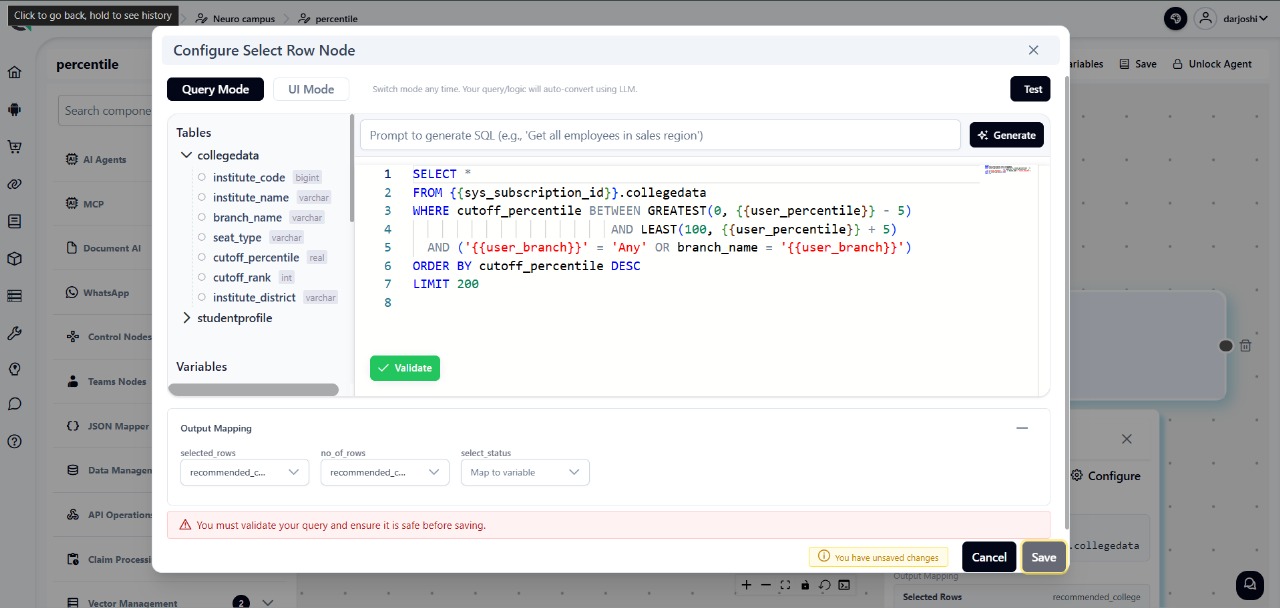 Click to go back, hold to see history
Neuro campus
percentile
darjoshi
percentile
ariables
Save
Unlock Agent
Search compone
AI Agents
MCP
Document AI
WhatsApp
Control Nodes
Teams Nodes
JSON Mapper
Data Managem
API Operation
Claim Processi
Vector Management
2
Configure Select Row Node
Query Mode
UI Mode
Switch mode any time. Your query/logic will auto-convert using LLM.
Test
Tables
collegedata
institute_code bigint
institute_name varchar
branch_name varchar
seat_type varchar
cutoff_percentile real
cutoff_rank int
institute_district varchar
studentprofile
Variables
Prompt to generate SQL (e.g., 'Get all employees in sales region')
Generate
1 SELECT *
2 FROM {{sys_subscription_id}}.collegedata
3 WHERE cutoff_percentile BETWEEN GREATEST(0, {{user_percentile}} - 5)
4 AND LEAST(100, {{user_percentile}} + 5)
5 AND ('{{user_branch}}' = 'Any' OR branch_name = '{{user_branch}}')
6 ORDER BY cutoff_percentile DESC
7 LIMIT 200
8
Validate
Output Mapping
selected_rows
no_of_rows
select_status
recommended_c...
recommended_c...
Map to variable
You must validate your query and ensure it is safe before saving.
You have unsaved changes
Cancel
Save
Configure
.collegedata
Output Mapping
Selected Rows
recommended_college